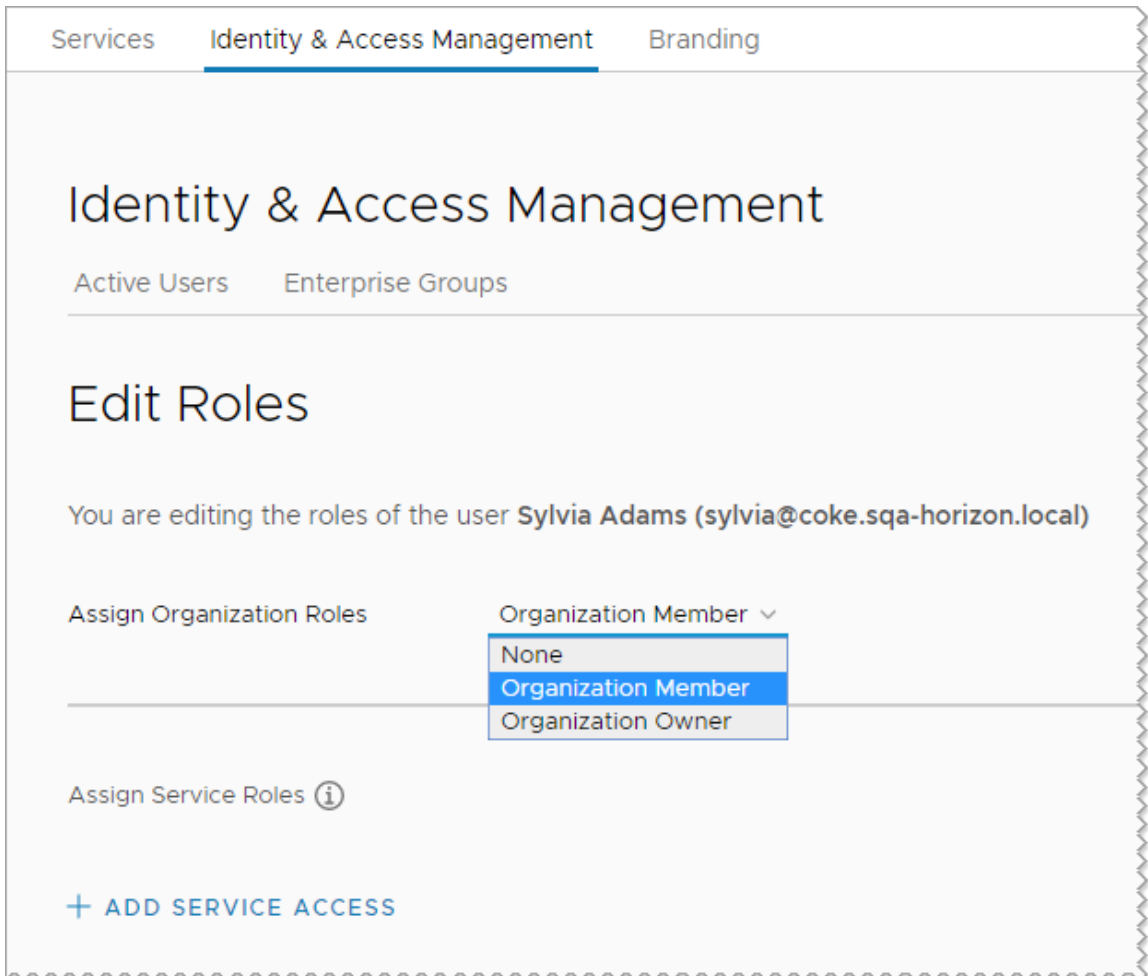 Services Identity & Access Management Branding
Identity & Access Management
Active Users Enterprise Groups
Edit Roles
You are editing the roles of the user Sylvia Adams (sylvia@coke.sqa-horizon.local)
Assign Organization Roles Organization Member
None
Organization Member
Organization Owner
Assign Service Roles
+ ADD SERVICE ACCESS